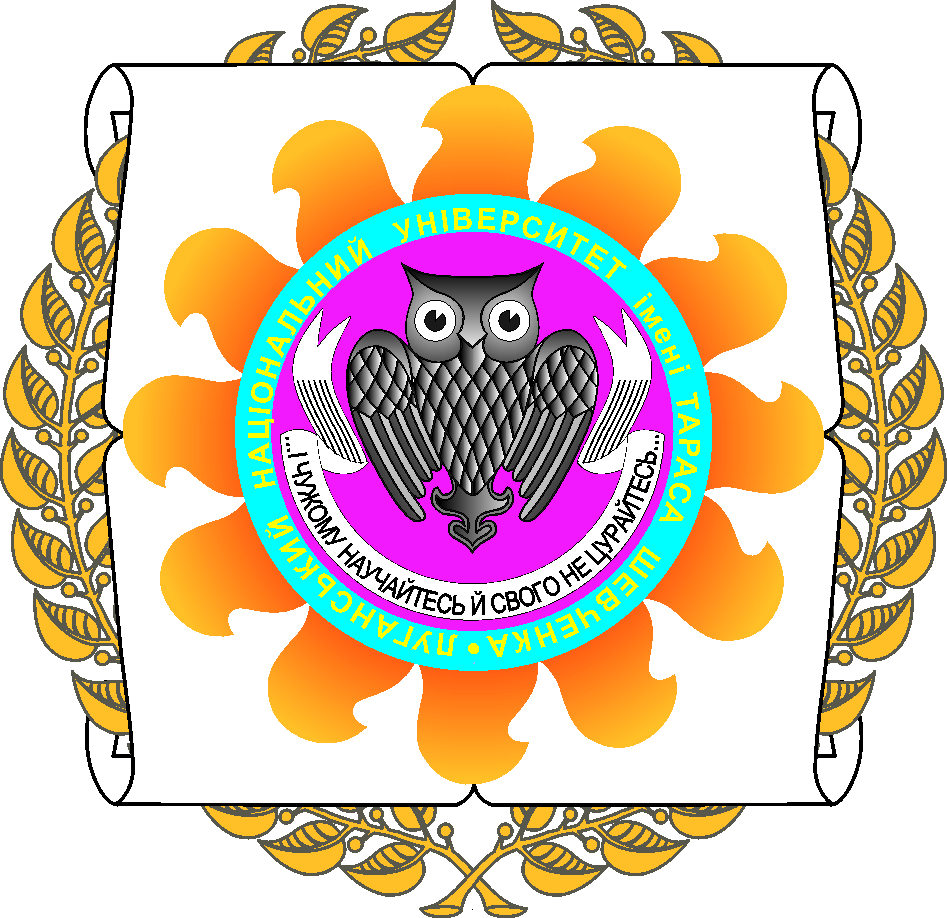 ЛУГАНСЬКИЙ НАЦІОНАЛЬНИЙ УНІВЕРСИТЕТ імені ТАРАСА ШЕВЧЕНКА •
...І ЧУЖОМУ НАУЧАЙТЕСЬ Й СВОГО НЕ ЦУРАЙТЕСЬ...